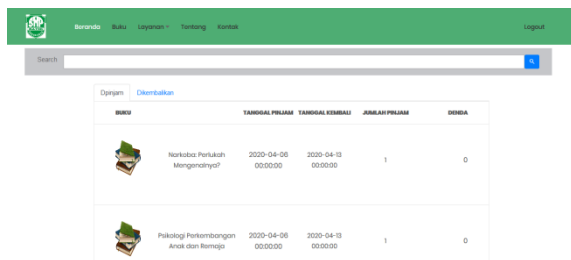 SMP
Beranda Buku Layanan Tentang Kontak Logout
Search
Dpinjam Dikembalikan
BUKU TANGGAL PINJAM TANGGAL KEMBALI JUMLAH PINJAM DENDA
Narkoba: Perlukah 2020-04-06 2020-04-13 1 0
Mengenalnya? 00:00:00 00:00:00
Psikologi Perkembangan 2020-04-06 2020-04-13 1 0
Anak dan Remaja 00:00:00 00:00:00